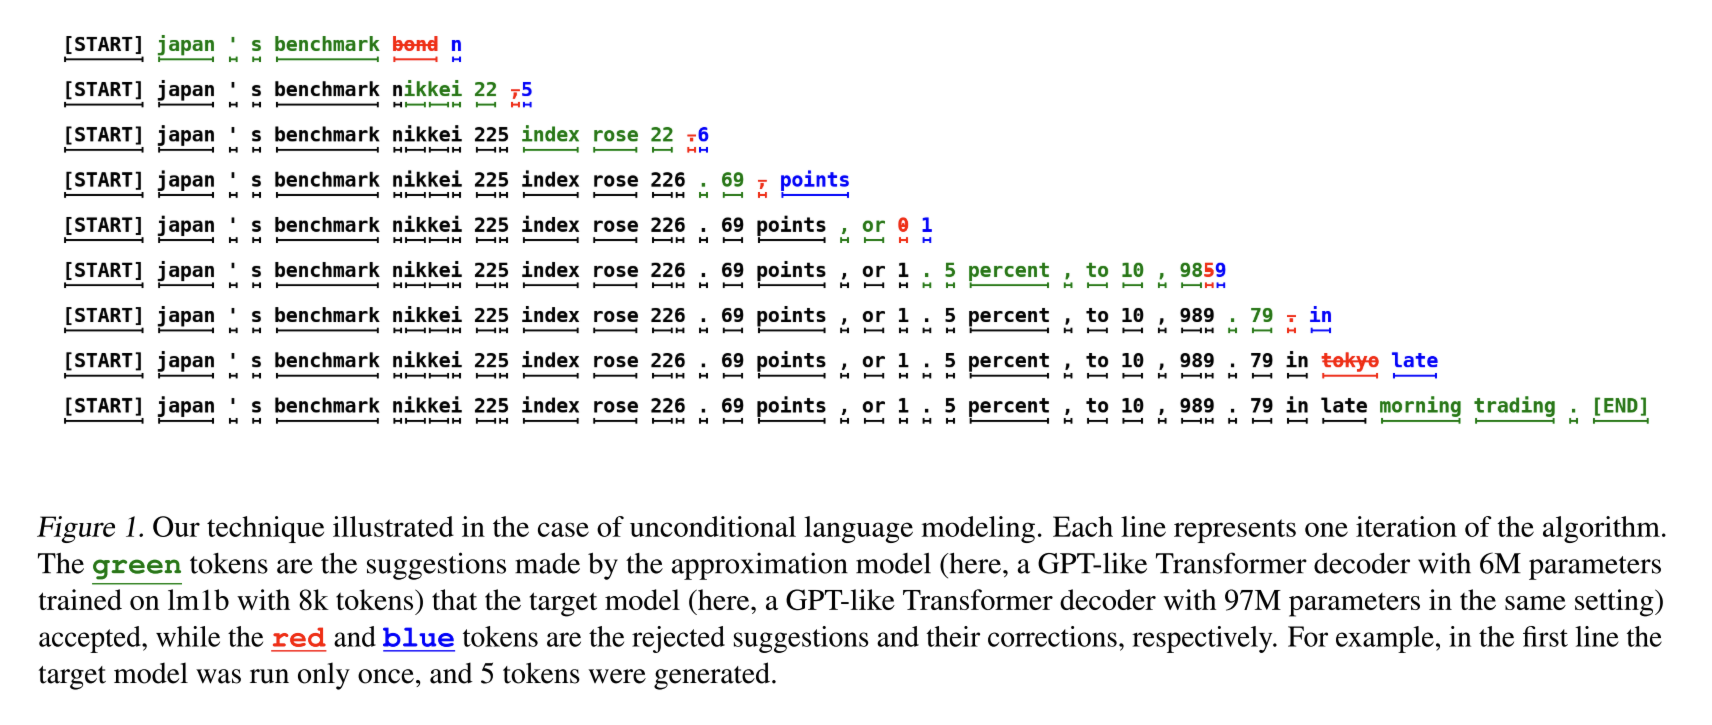 [START] japan ' s benchmark bond n
[START] japan ' s benchmark nikkei 22 ,5
[START] japan ' s benchmark nikkei 225 index rose 22 .6
[START] japan ' s benchmark nikkei 225 index rose 226 . 69 , points
[START] japan ' s benchmark nikkei 225 index rose 226 . 69 points , or 0 1
[START] japan ' s benchmark nikkei 225 index rose 226 . 69 points , or 1 . 5 percent , to 10 , 9859
[START] japan ' s benchmark nikkei 225 index rose 226 . 69 points , or 1 . 5 percent , to 10 , 989 . 79 . in
[START] japan ' s benchmark nikkei 225 index rose 226 . 69 points , or 1 . 5 percent , to 10 , 989 . 79 in tokyo late
[START] japan ' s benchmark nikkei 225 index rose 226 . 69 points , or 1 . 5 percent , to 10 , 989 . 79 in late morning trading . [END]
Figure 1. Our technique illustrated in the case of unconditional language modeling. Each line represents one iteration of the algorithm.
The green tokens are the suggestions made by the approximation model (here, a GPT-like Transformer decoder with 6M parameters
trained on lm1b with 8k tokens) that the target model (here, a GPT-like Transformer decoder with 97M parameters in the same setting)
accepted, while the red and blue tokens are the rejected suggestions and their corrections, respectively. For example, in the first line the
target model was run only once, and 5 tokens were generated.